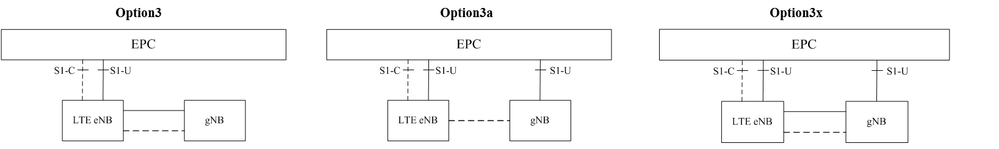 Option3
EPC
S1-C
S1-U
LTE eNB
gNB
Option3a
EPC
S1-C
S1-U
S1-U
LTE eNB
gNB
Option3x
EPC
S1-C
S1-U
S1-U
LTE eNB
gNB